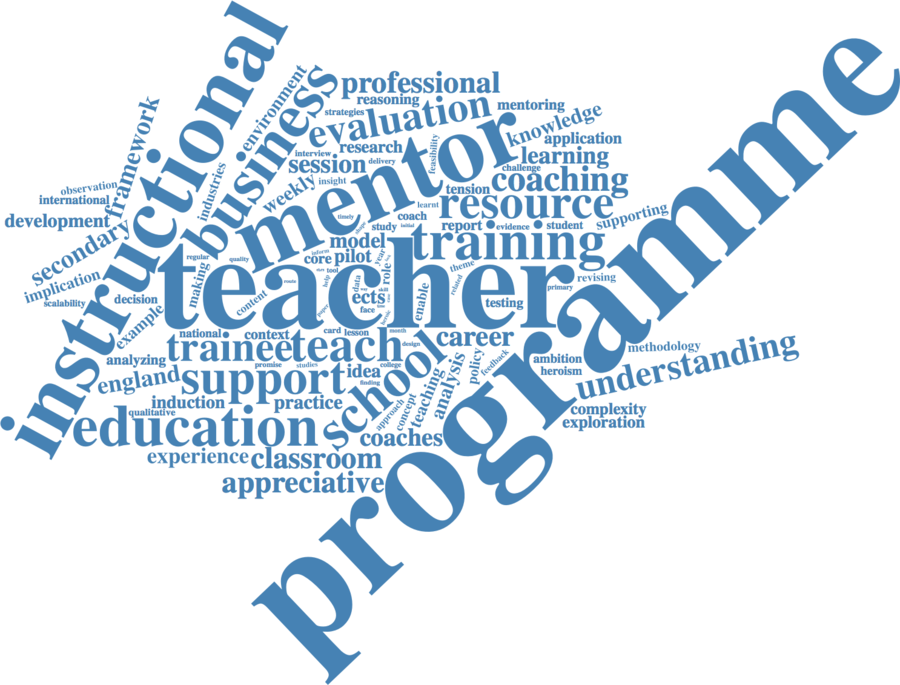 programme
instructional
teacher
mentor
business
professional
reasoning
strategies
evaluation
mentoring
knowledge
application
environment
framework
observation
international
development
secondary
implication
scalability
industries
interview
research
session
delivery
feasibility
learning
challenge
coaching
tension
resource
weekly
insight
learnt
coach
timely
study
initial
report
evidence
student
supporting
training
model
core
pilot
inform
regular
quality
making
content
decision
example
role
year
data
skill
ects
face
enable
related
theme
testing
primary
revising
tool
help
national
context
card
lesson
month
design
trainee
teach
promise
studies
college
analyzing
england
support
idea
finding
school
career
feedback
policy
analysis
teaching
concept
approach
ambition
heroism
methodology
understanding
complexity
exploration
induction
practice
qualitative
education
coaches
experience
classroom
appreciative